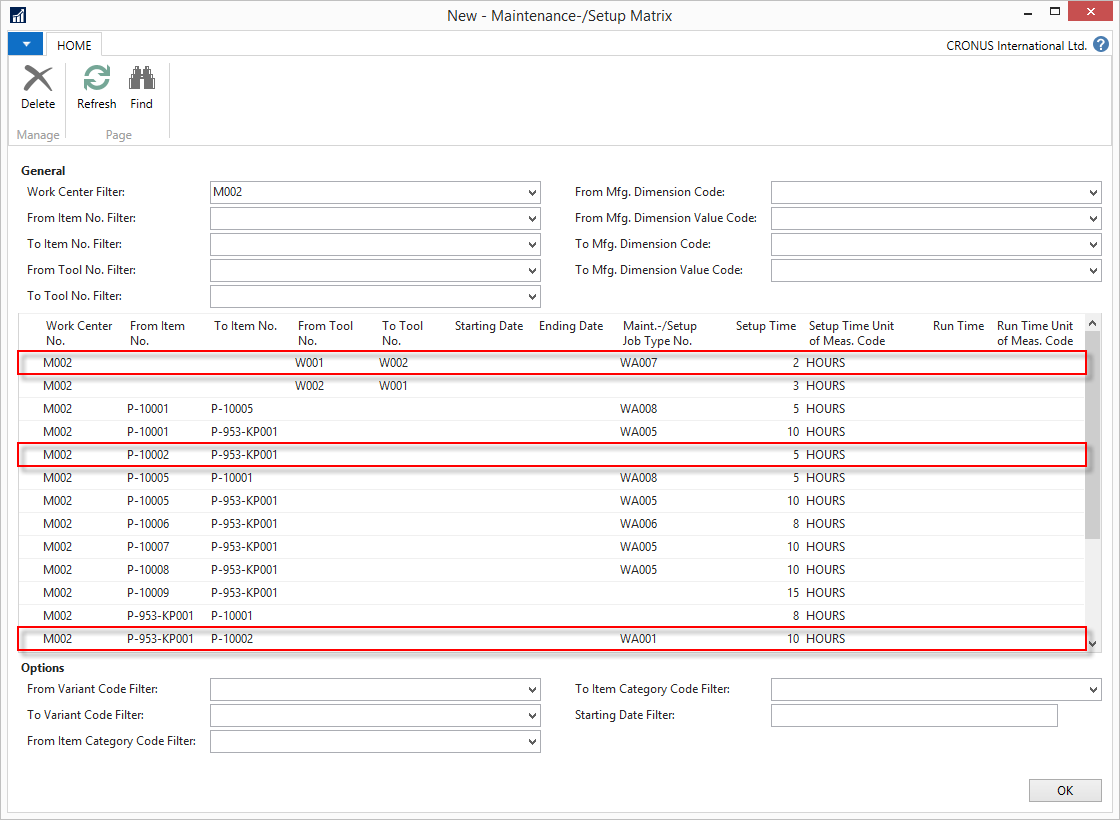 New - Maintenance-/Setup Matrix
HOME
CRONUS International Ltd. ?
Delete Refresh Find
Manage Page
General
Work Center Filter: M002 From Mfg. Dimension Code:
From Item No. Filter: From Mfg. Dimension Value Code:
To Item No. Filter: To Mfg. Dimension Code:
From Tool No. Filter: To Mfg. Dimension Value Code:
To Tool No. Filter:
Work Center From Item To Item No. From Tool To Tool Starting Date Ending Date Maint.-/Setup Setup Time Setup Time Unit Run Time Run Time Unit
No. No. No. No. Job Type No. of Meas. Code of Meas. Code
M002 W001 W002 WA007 2 HOURS
M002 W002 W001 3 HOURS
M002 P-10001 P-10005 WA008 5 HOURS
M002 P-10001 P-953-KP001 WA005 10 HOURS
M002 P-10002 P-953-KP001 5 HOURS
M002 P-10005 P-10001 WA008 5 HOURS
M002 P-10005 P-953-KP001 WA005 10 HOURS
M002 P-10006 P-953-KP001 WA006 8 HOURS
M002 P-10007 P-953-KP001 WA005 10 HOURS
M002 P-10008 P-953-KP001 WA005 10 HOURS
M002 P-10009 P-953-KP001 15 HOURS
M002 P-953-KP001 P-10001 8 HOURS
M002 P-953-KP001 P-10002 WA001 10 HOURS
Options
From Variant Code Filter: To Item Category Code Filter:
To Variant Code Filter: Starting Date Filter:
From Item Category Code Filter:
OK